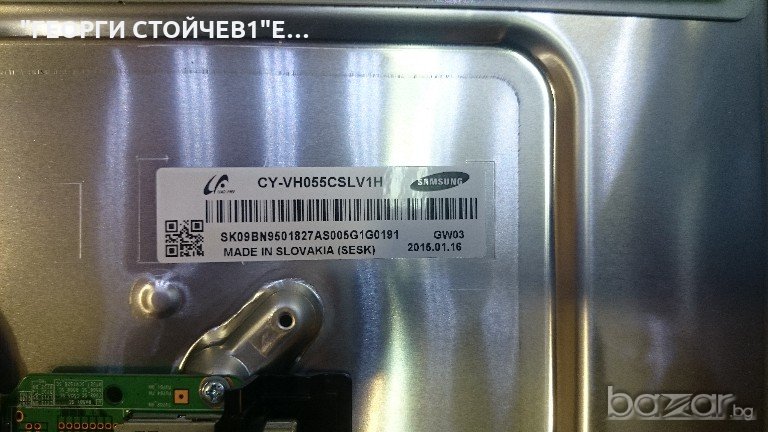 "ГЕОРГИ СТОЙЧЕВ1"Е...
CY-VH055CSLV1H
SAMSUNG
SK09BN9501827AS005G1G0191
GW03
MADE IN SLOVAKIA (SESK)
2015.01.16
bazar.bg